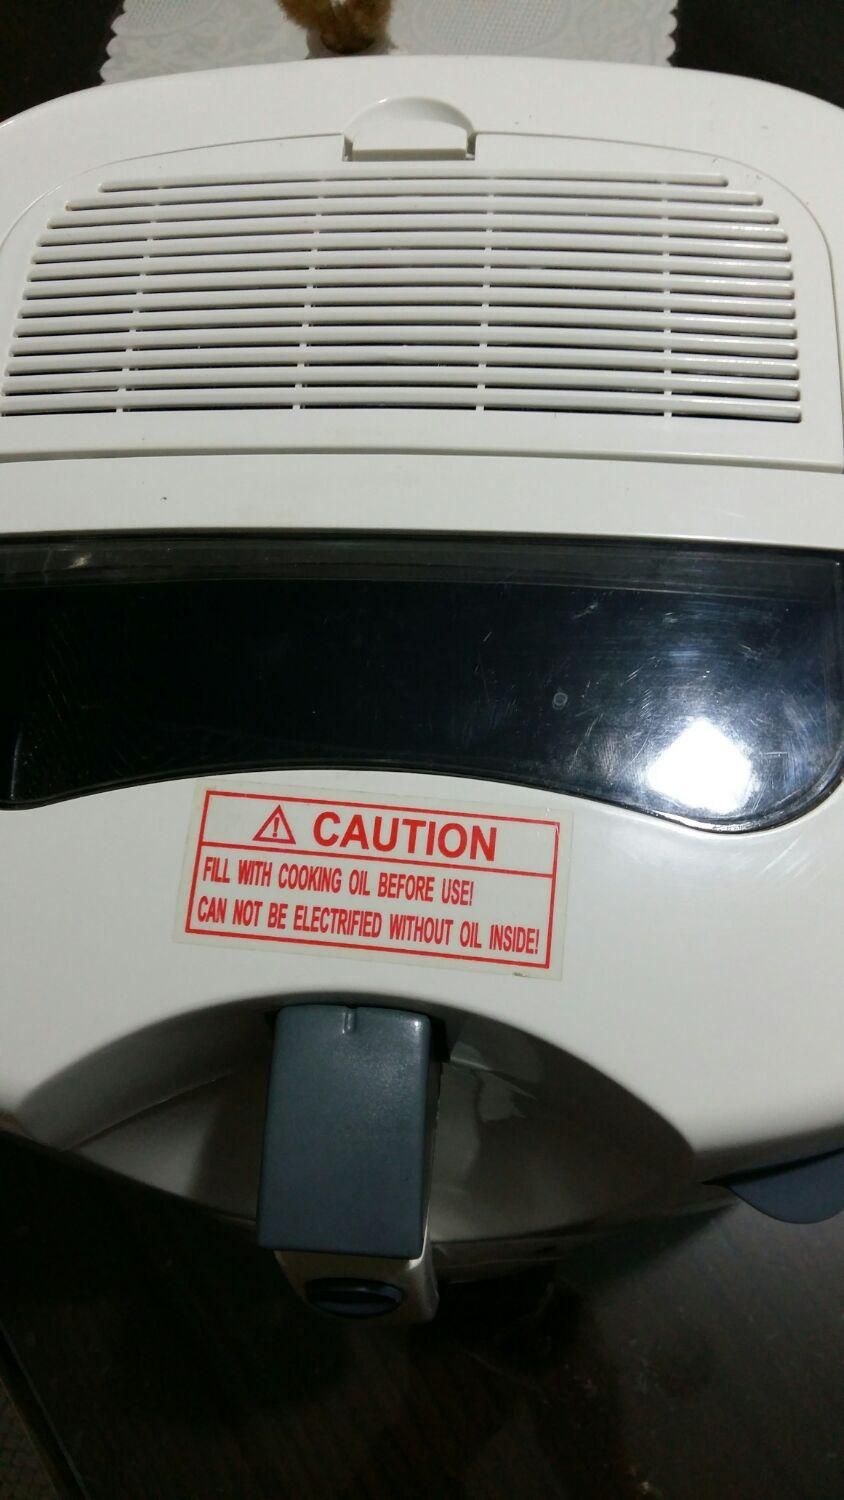 CAUTION
FILL WITH COOKING OIL BEFORE USE!
CAN NOT BE ELECTRIFIED WITHOUT OIL INSIDE!